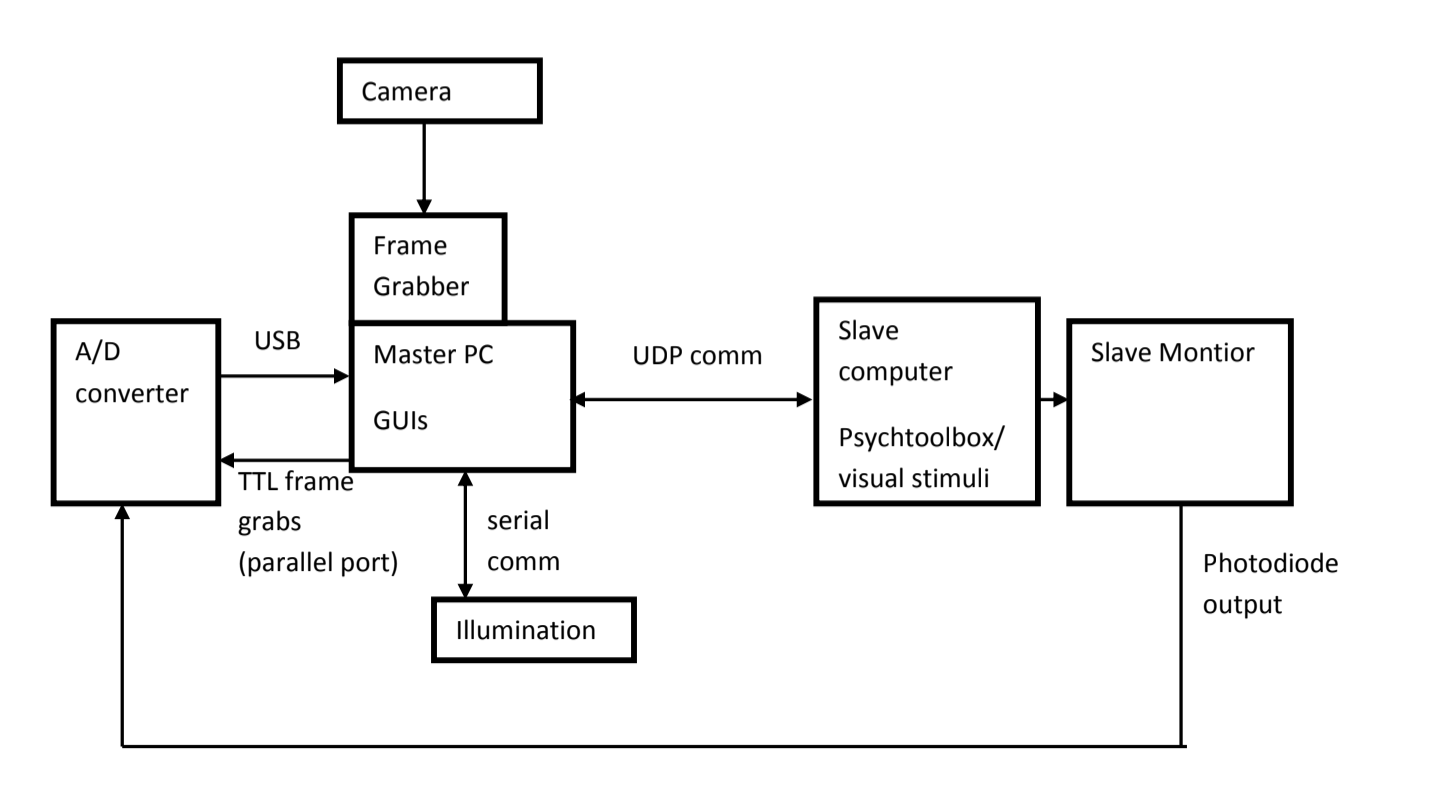 Camera
Frame
Grabber
A/D
converter
USB
Master PC
GUIs
UDP comm
Slave
computer
Psychtoolbox/
visual stimuli
Slave Montior
TTL frame
grabs
(parallel port)
serial
comm
Illumination
Photodiode
output